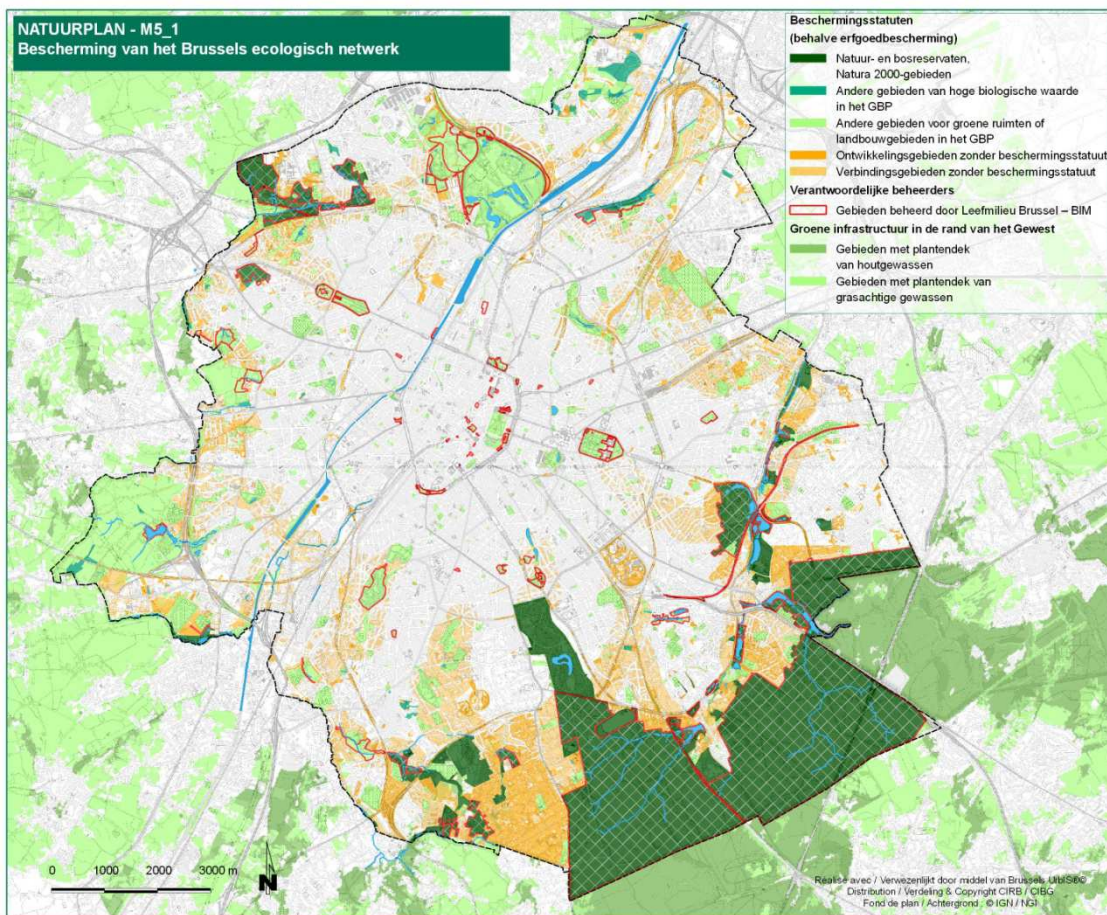 NATUURPLAN - M5_1
Bescherming van het Brussels ecologisch netwerk
Beschermingsstatuten
(behalve erfgoedbescherming)
Natuur- en bosreservaten,
Natura 2000-gebieden
Andere gebieden van hoge biologische waarde
in het GBP
Andere gebieden voor groene ruimten of
landbouwgebieden in het GBP
Ontwikkelingsgebieden zonder beschermingsstatuut
Verbindingsgebieden zonder beschermingsstatuut
Verantwoordelijke beheerders
Gebieden beheerd door Leefmilieu Brussel – BIM
Groene infrastructuur in de rand van het Gewest
Gebieden met plantendek
van houtgewassen
Gebieden met plantendek van
grasachtige gewassen
0 1000 2000 3000 m
N
Réalisé avec / Verwezenlijkt door middel van Brussels UrbIS®©
Distribution / Verdeling & Copyright CIRB / CIBG
Fond de plan / Achtergrond : © IGN / NGI